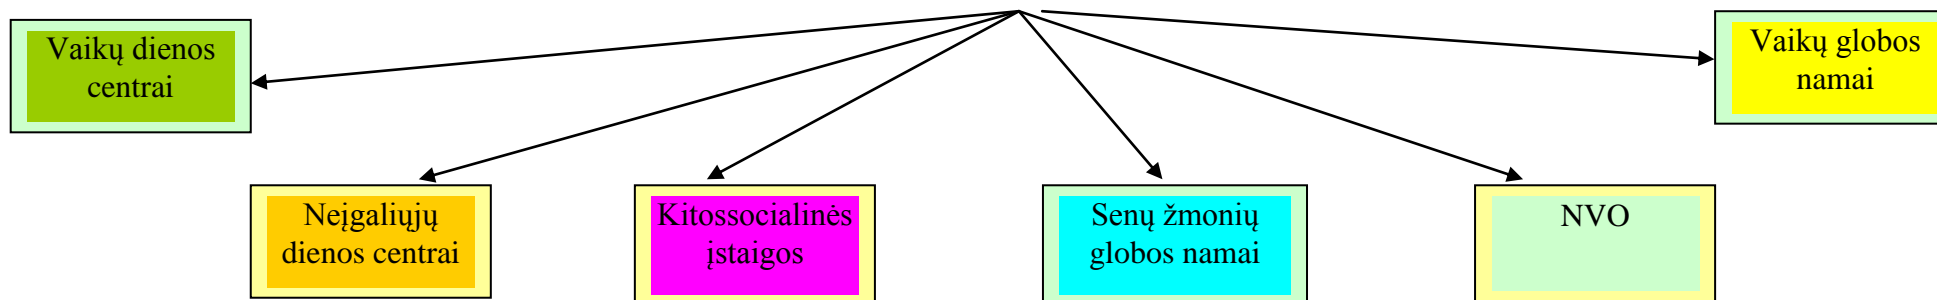 Vaikų dienos
centrai
Vaikų globos
namai
Neįgaliųjų
dienos centrai
Kitossocialinės
įstaigos
Senų žmonių
globos namai
NVO